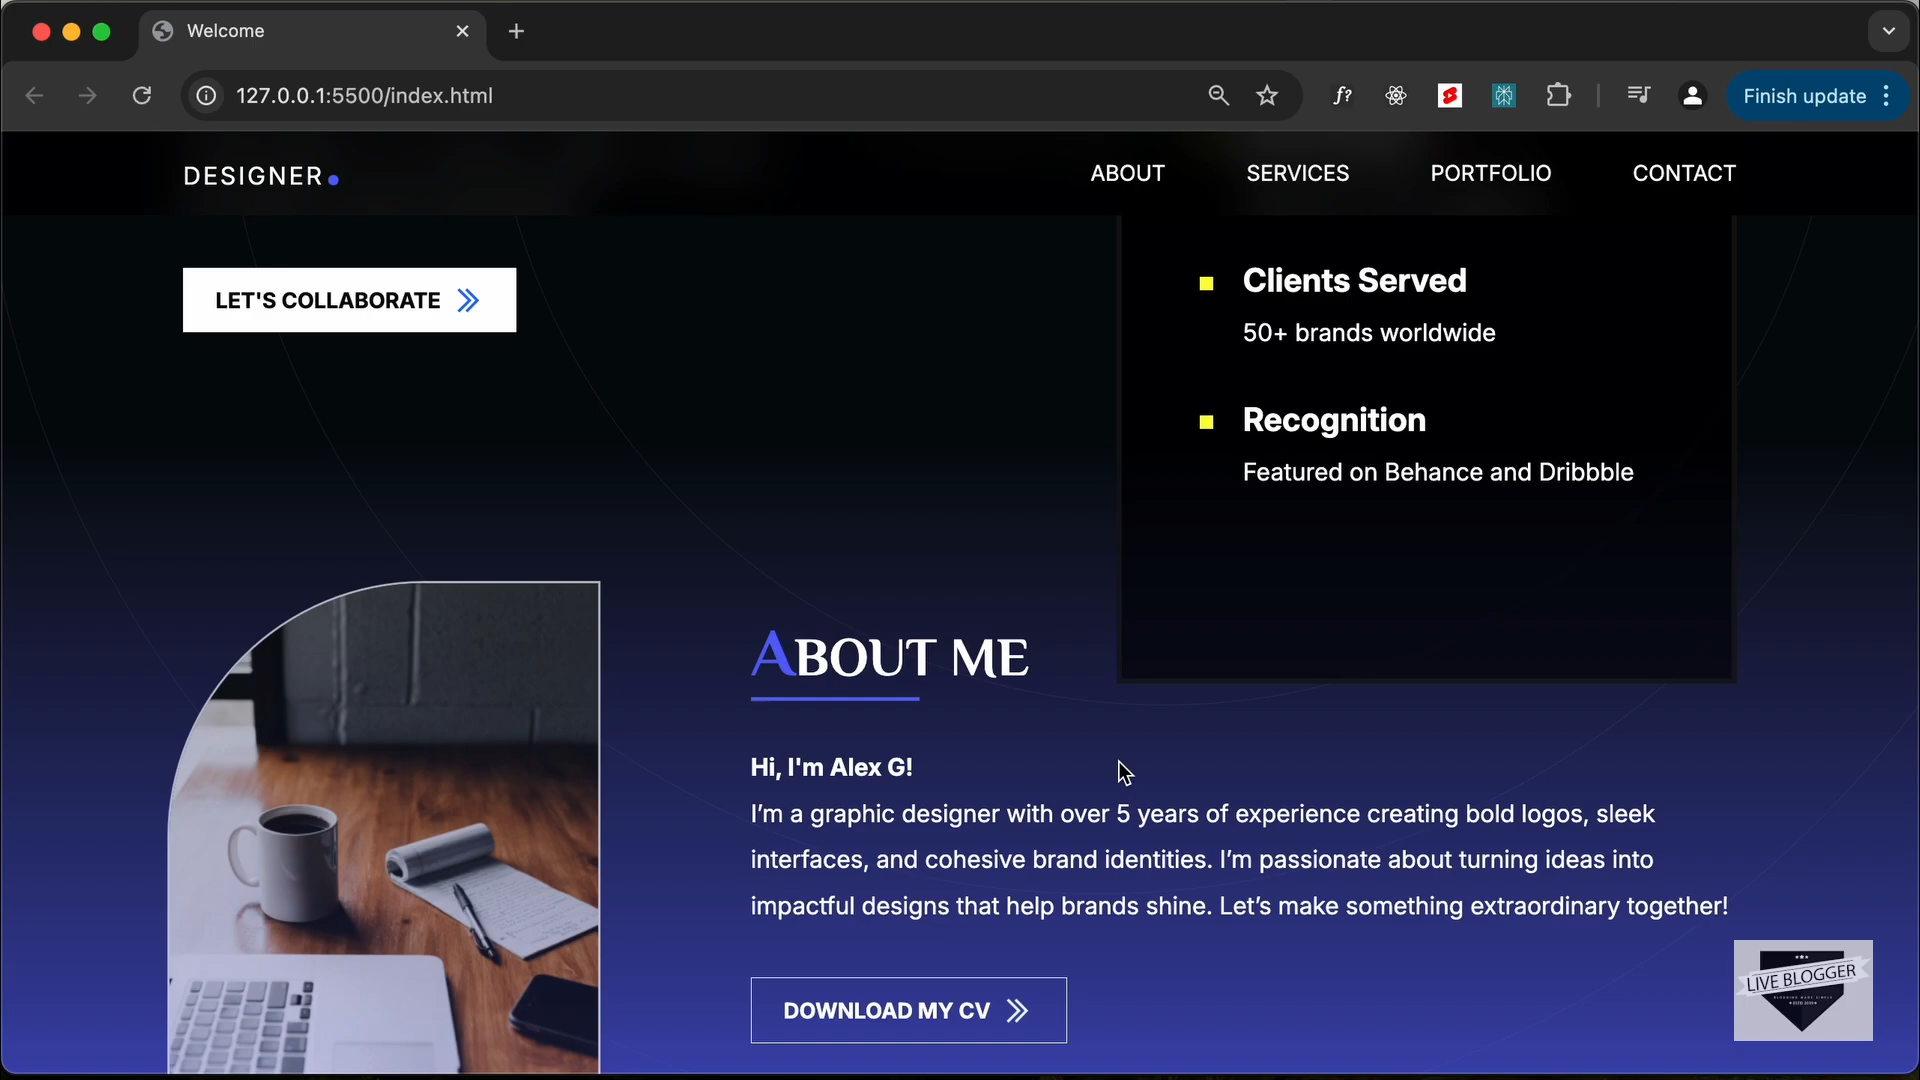 Welcome
127.0.0.1:5500/index.html
f?
Finish update
DESIGNER
ABOUT
SERVICES
PORTFOLIO
CONTACT
LET'S COLLABORATE
Clients Served
50+ brands worldwide
Recognition
Featured on Behance and Dribbble
ABOUT ME
Hi, I'm Alex G!
I’m a graphic designer with over 5 years of experience creating bold logos, sleek
interfaces, and cohesive brand identities. I’m passionate about turning ideas into
impactful designs that help brands shine. Let’s make something extraordinary together!
DOWNLOAD MY CV
LIVE BLOGGER